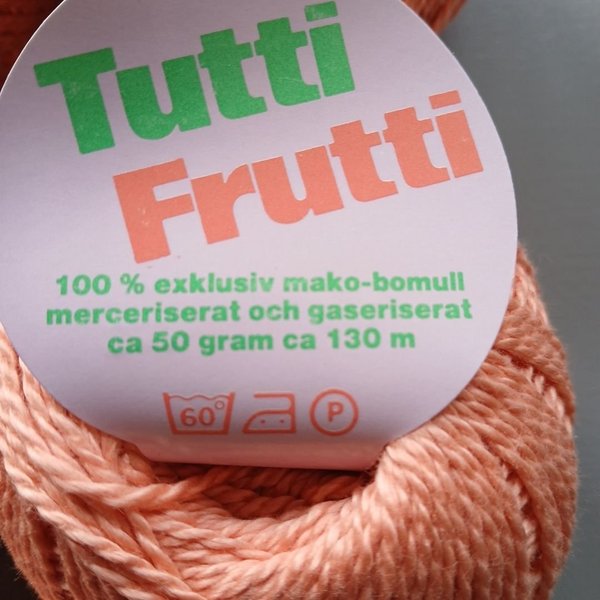 Tutti
Frutti
100 % exklusiv mako-bomull
merceriserat och gaseriserat
ca 50 gram ca 130 m
60°
P